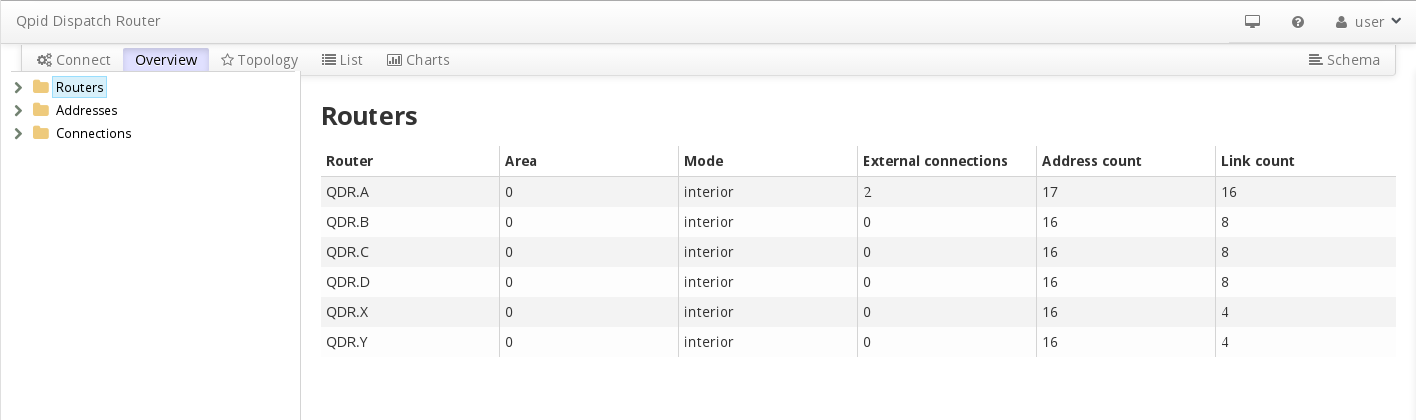 Qpid Dispatch Router user
Connect Overview Topology List Charts Schema
Routers
Addresses
Connections
Routers
Router Area Mode External connections Address count Link count
QDR.A 0 interior 2 17 16
QDR.B 0 interior 0 16 8
QDR.C 0 interior 0 16 8
QDR.D 0 interior 0 16 8
QDR.X 0 interior 0 16 4
QDR.Y 0 interior 0 16 4